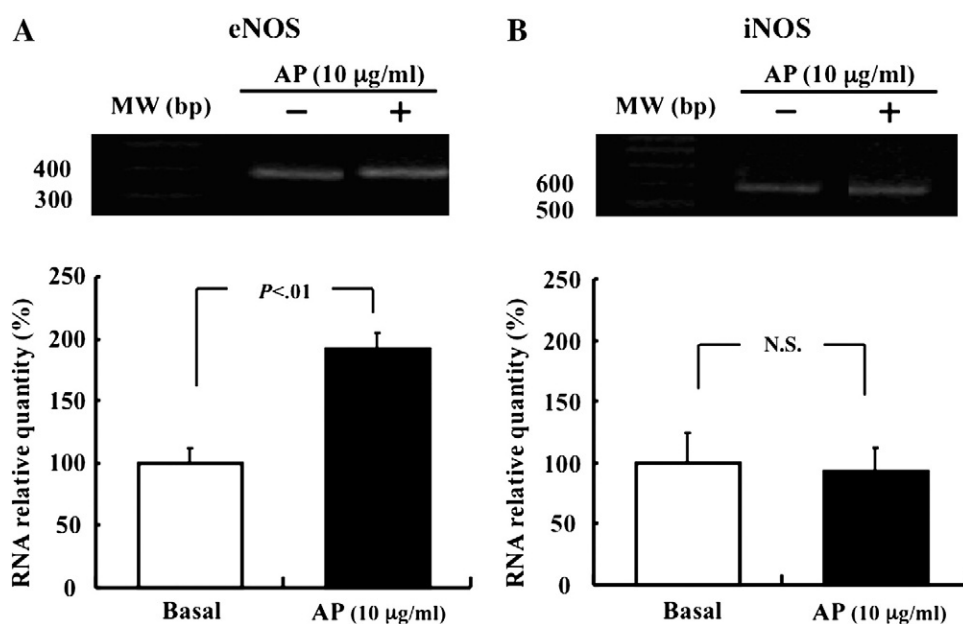 A
eNOS
AP (10 μg/ml)
MW (bp)
−
+
400
300
250
200
150
100
50
0
RNA relative quantity (%)
P<.01
Basal
AP (10 μg/ml)
B
iNOS
AP (10 μg/ml)
MW (bp)
−
+
600
500
250
200
150
100
50
0
RNA relative quantity (%)
N.S.
Basal
AP (10 μg/ml)